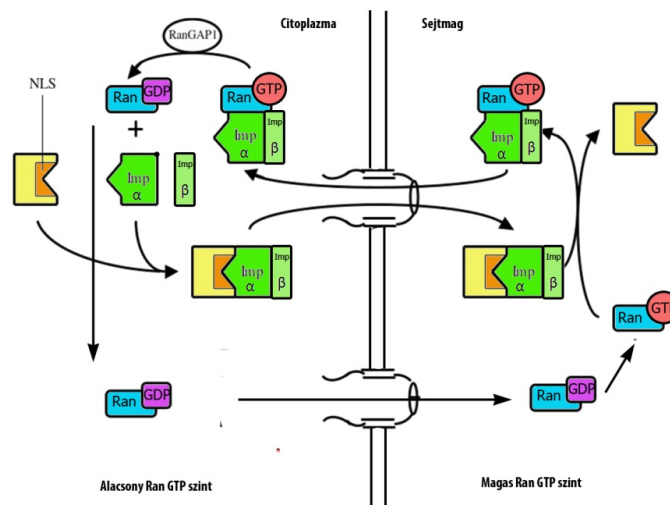 Citoplazma
Sejtmag
RanGAP1
NLS
Ran
GDP
+
Imp
α
Imp
β
Ran
GTP
Imp
α
Imp
β
Ran
GTP
Imp
α
Imp
β
Imp
α
Imp
β
Imp
α
Imp
β
Ran
GDP
Ran
GDP
Ran
Alacsony Ran GTP szint
Magas Ran GTP szint